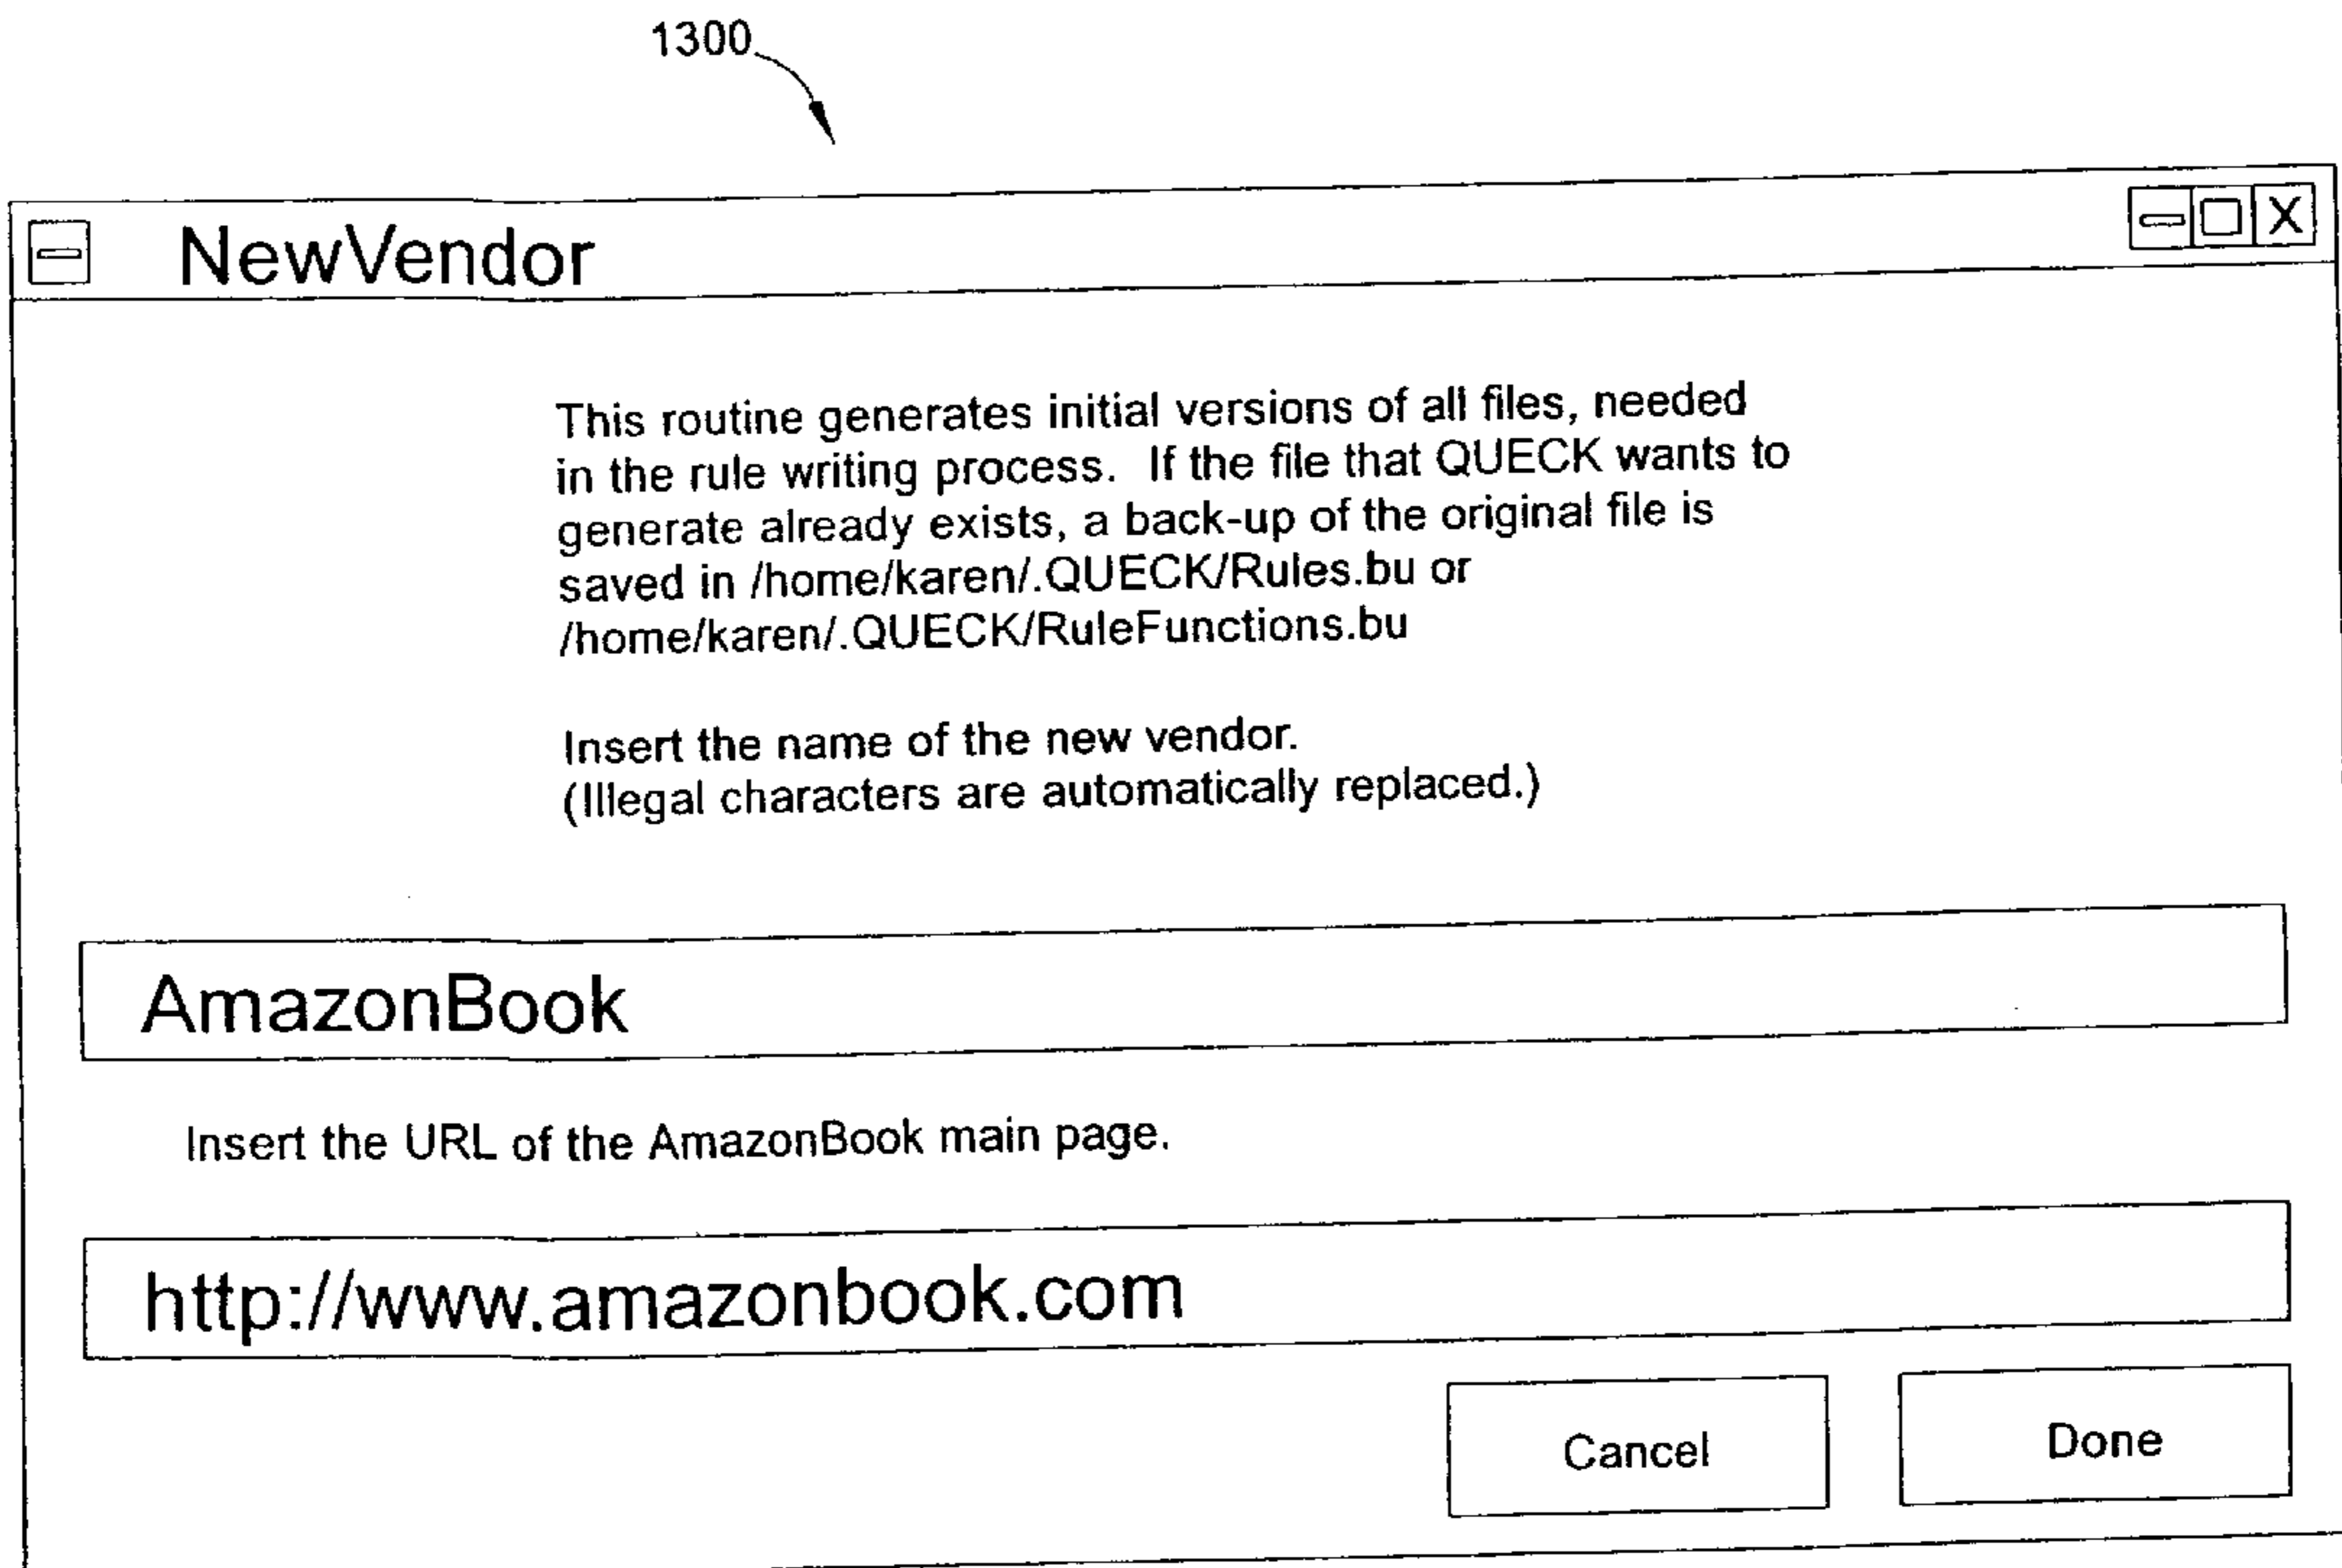 1300
NewVendor
X
This routine generates initial versions of all files, needed
in the rule writing process. If the file that QUECK wants to
generate already exists, a back-up of the original file is
saved in /home/karen/.QUECK/Rules.bu or
/home/karen/.QUECK/RuleFunctions.bu
Insert the name of the new vendor.
(Illegal characters are automatically replaced.)
AmazonBook
Insert the URL of the AmazonBook main page.
http://www.amazonbook.com
Cancel
Done